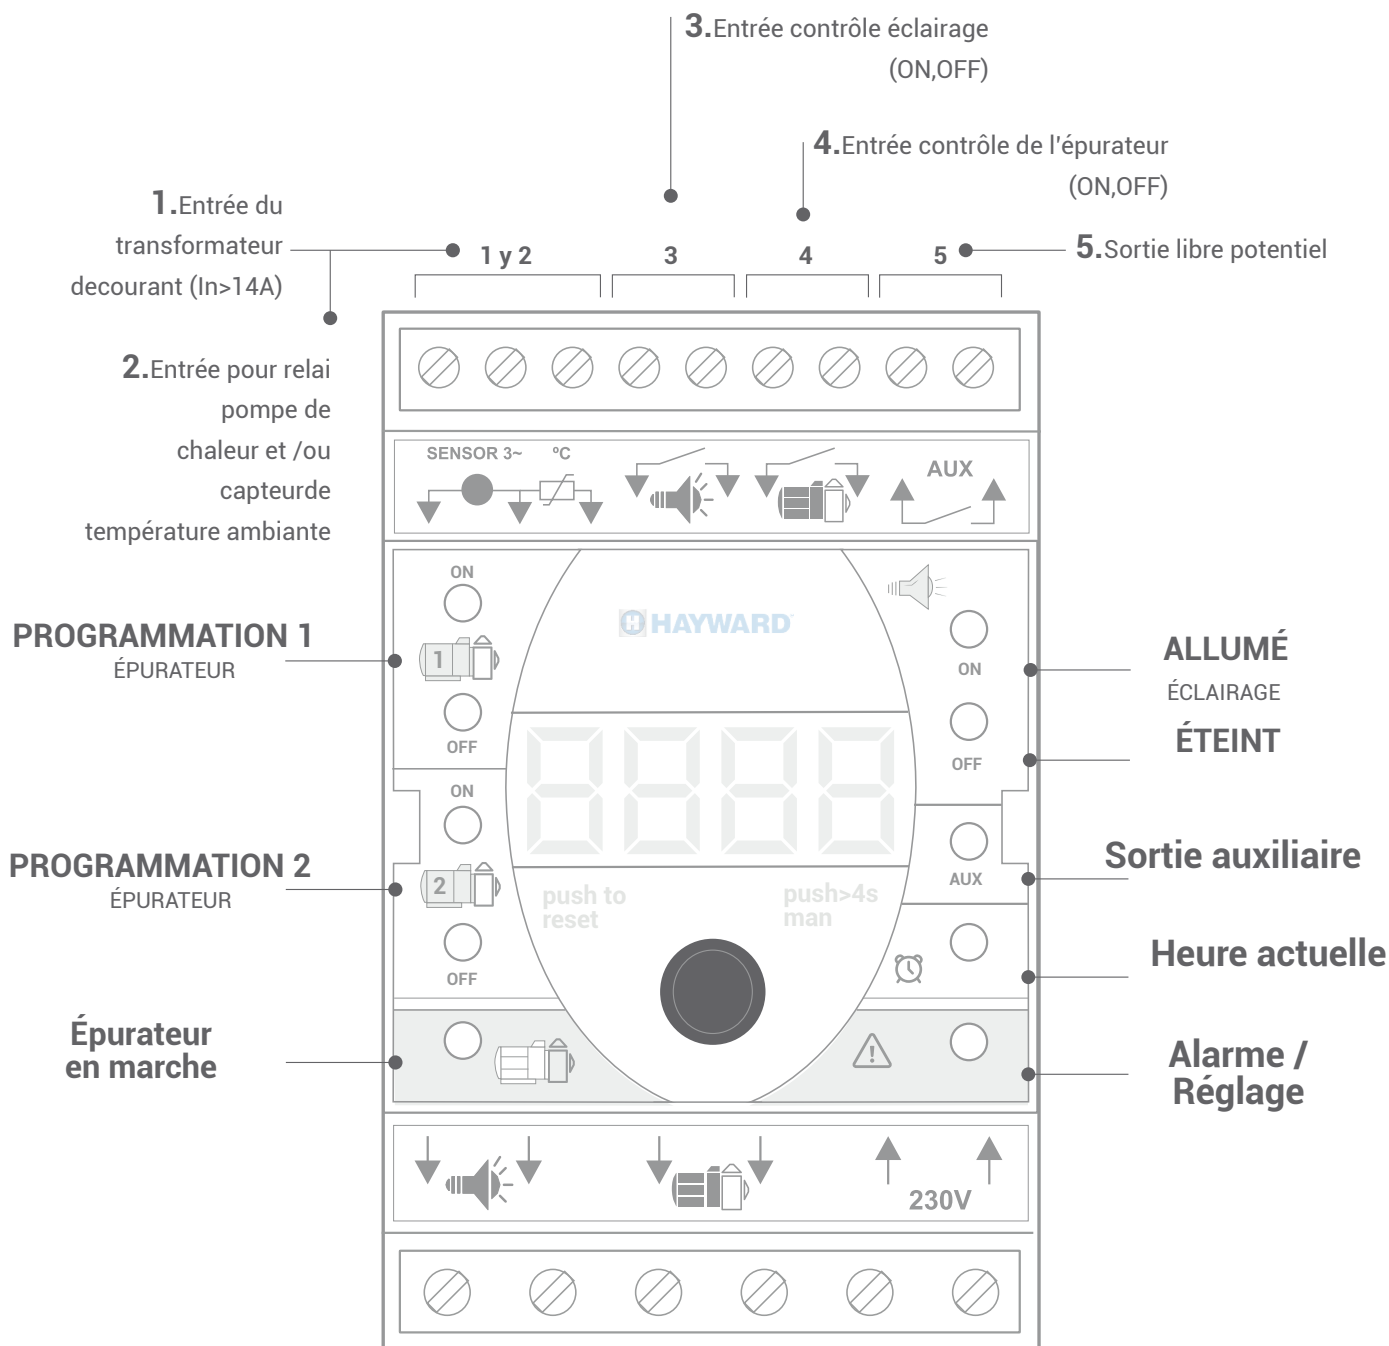 3.Entrée contrôle éclairage
(ON,OFF)
4.Entrée contrôle de l'épurateur
(ON,OFF)
1.Entrée du
transformateur
decourant (In>14A)
1 y 2
3
4
5
5.Sortie libre potentiel
2.Entrée pour relai
pompe de
chaleur et /ou
capteurde
température ambiante
SENSOR 3~
ºC
AUX
ON
HAYWARD
PROGRAMMATION 1
ÉPURATEUR
1
OFF
ON
ALLUMÉ
ÉCLAIRAGE
ÉTEINT
OFF
ON
PROGRAMMATION 2
ÉPURATEUR
2
OFF
push to
reset
push>4s
man
AUX
Sortie auxiliaire
Heure actuelle
Épurateur
en marche
Alarme /
Réglage
230V